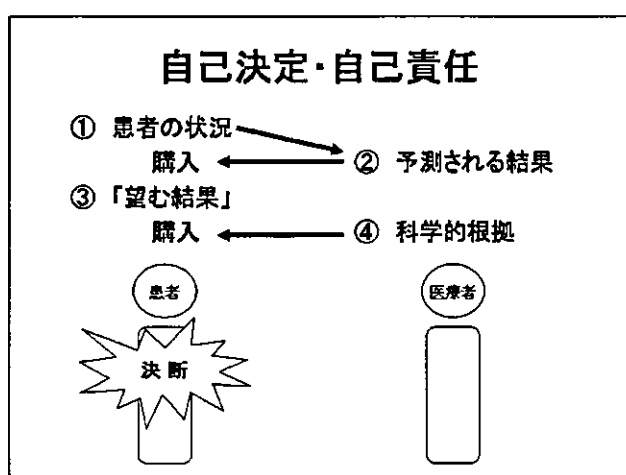 自己決定・自己責任
① 患者の状況
購入 ② 予測される結果
③ 「望む結果」
購入 ④ 科学的根拠
患者 医療者
決断